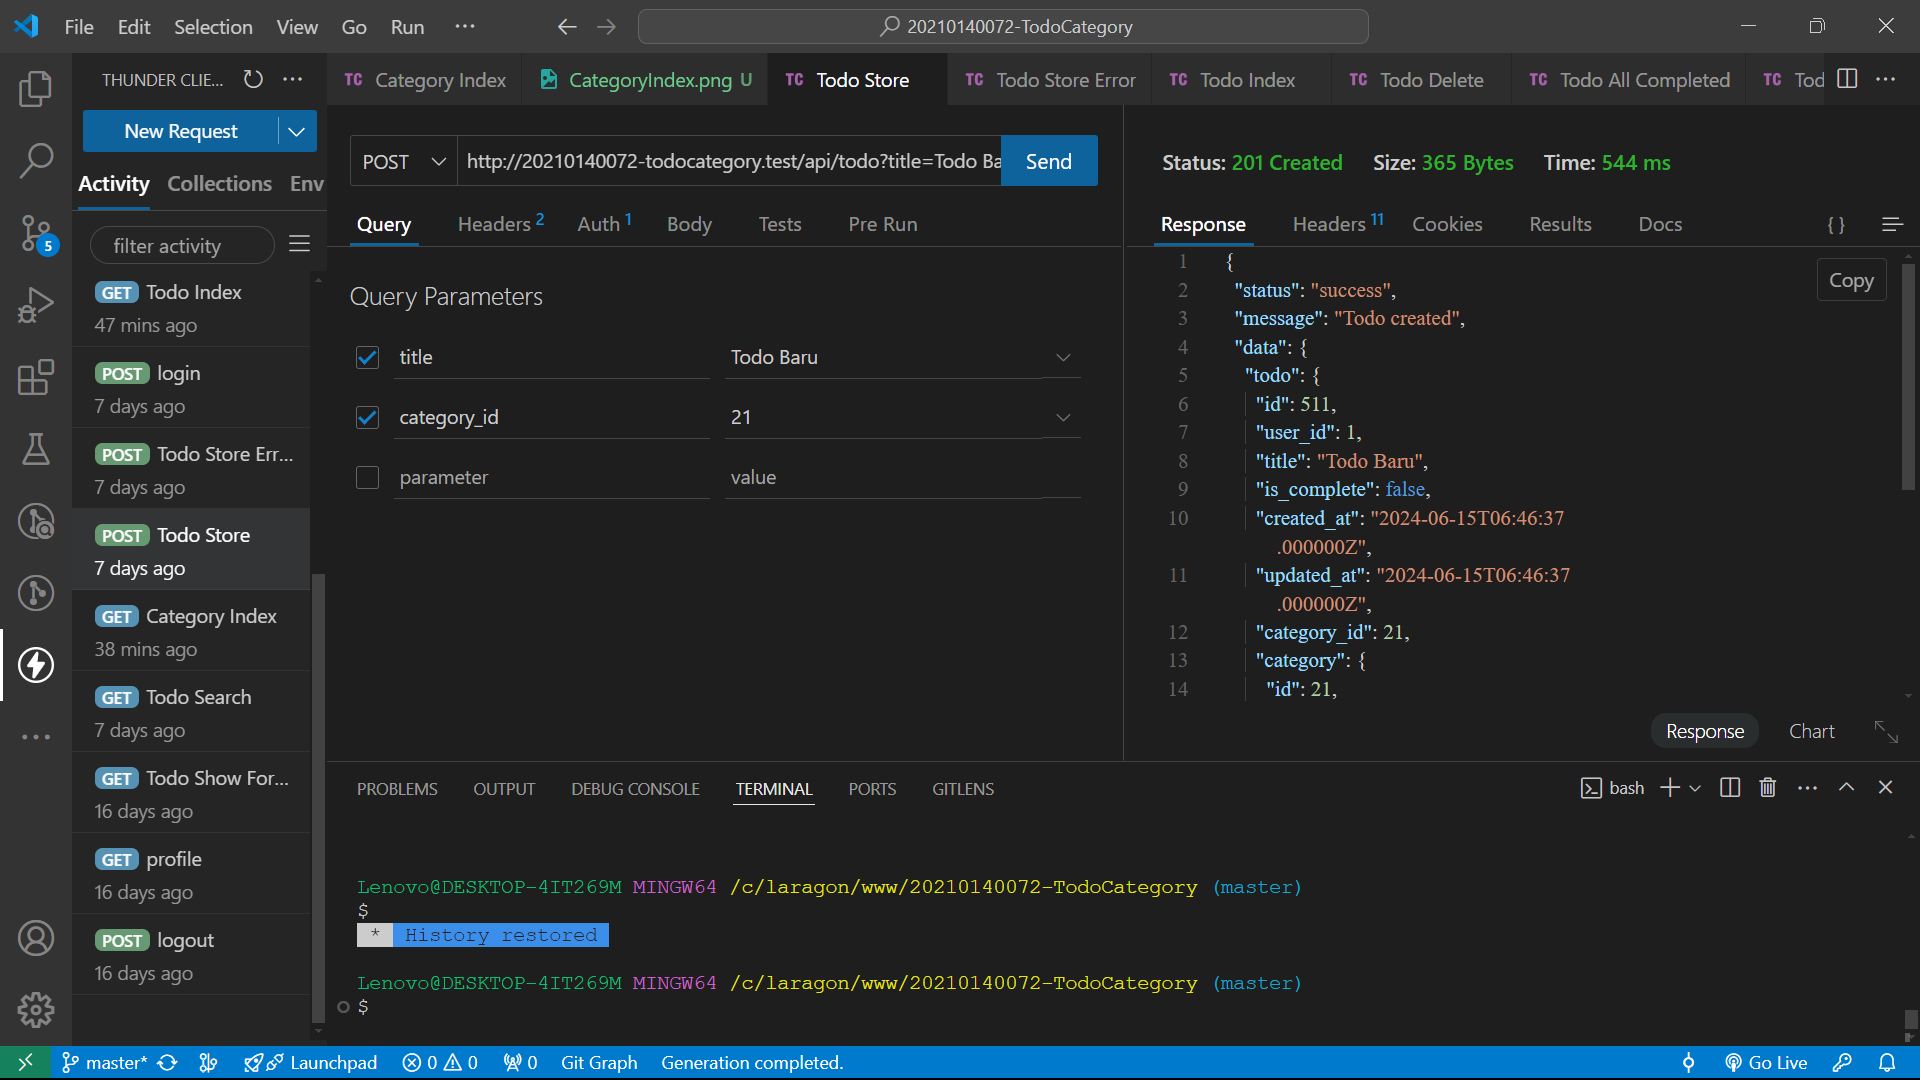 File Edit Selection View Go Run ···
20210140072-TodoCategory
THUNDER CLIE...
TC Category Index
CategoryIndex.png U
TC Todo Store
TC Todo Store Error
TC Todo Index
TC Todo Delete
TC Todo All Completed
TC Tod
New Request
Activity Collections Env
filter activity
GET Todo Index
47 mins ago
POST login
7 days ago
POST Todo Store Err...
7 days ago
POST Todo Store
7 days ago
GET Category Index
38 mins ago
GET Todo Search
7 days ago
GET Todo Show For...
16 days ago
GET profile
16 days ago
POST logout
16 days ago
5
POST http://20210140072-todocategory.test/api/todo?title=Todo Ba Send
Query Headers 2 Auth 1 Body Tests Pre Run
Query Parameters
title Todo Baru
category_id 21
parameter value
Status: 201 Created Size: 365 Bytes Time: 544 ms
Response Headers 11 Cookies Results Docs { }
Copy
1 {
2 "status": "success",
3 "message": "Todo created",
4 "data": {
5 "todo": {
6 "id": 511,
7 "user_id": 1,
8 "title": "Todo Baru",
9 "is_complete": false,
10 "created_at": "2024-06-15T06:46:37
.000000Z",
11 "updated_at": "2024-06-15T06:46:37
.000000Z",
12 "category_id": 21,
13 "category": {
14 "id": 21,
Response Chart
PROBLEMS OUTPUT DEBUG CONSOLE TERMINAL PORTS GITLENS
bash
Lenovo@DESKTOP-4IT269M MINGW64 /c/laragon/www/20210140072-TodoCategory (master)
$
* History restored
Lenovo@DESKTOP-4IT269M MINGW64 /c/laragon/www/20210140072-TodoCategory (master)
$
master* Launchpad 0 0 0 Git Graph Generation completed. Go Live